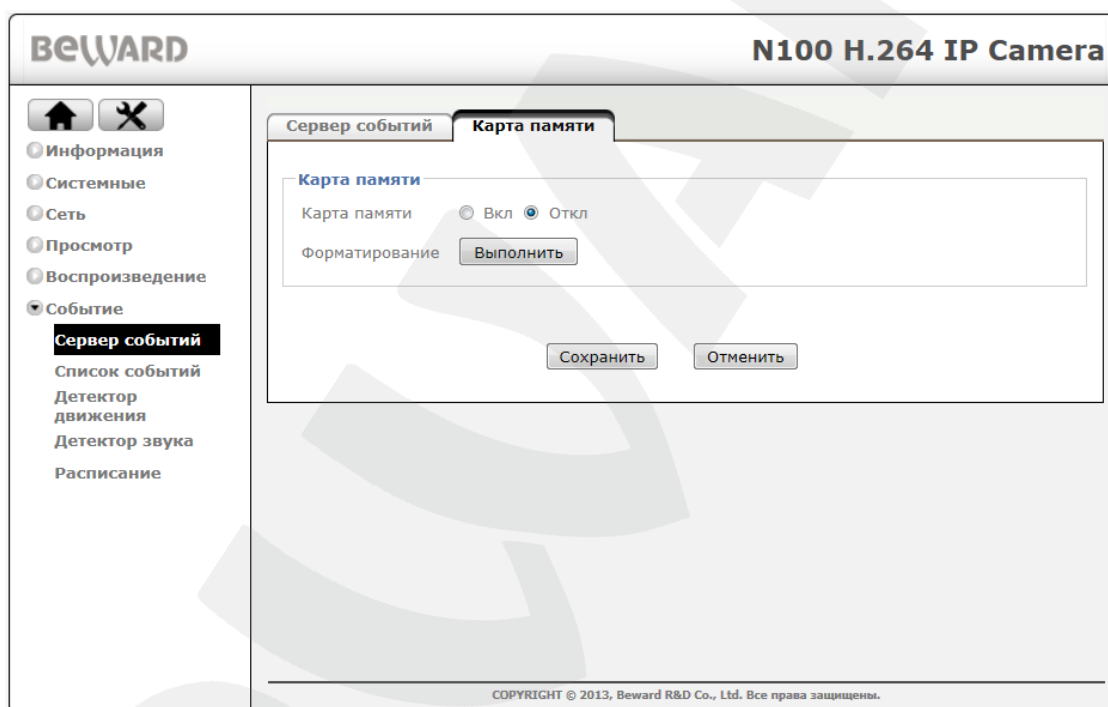 BEWARD
N100 H.264 IP Camera
Информация
Системные
Сеть
Просмотр
Воспроизведение
Событие
Сервер событий
Список событий
Детектор
движения
Детектор звука
Расписание
Сервер событий
Карта памяти
Карта памяти
Карта памяти Вкл Откл
Форматирование Выполнить
Сохранить Отменить
COPYRIGHT © 2013, Beward R&D Co., Ltd. Все права защищены.